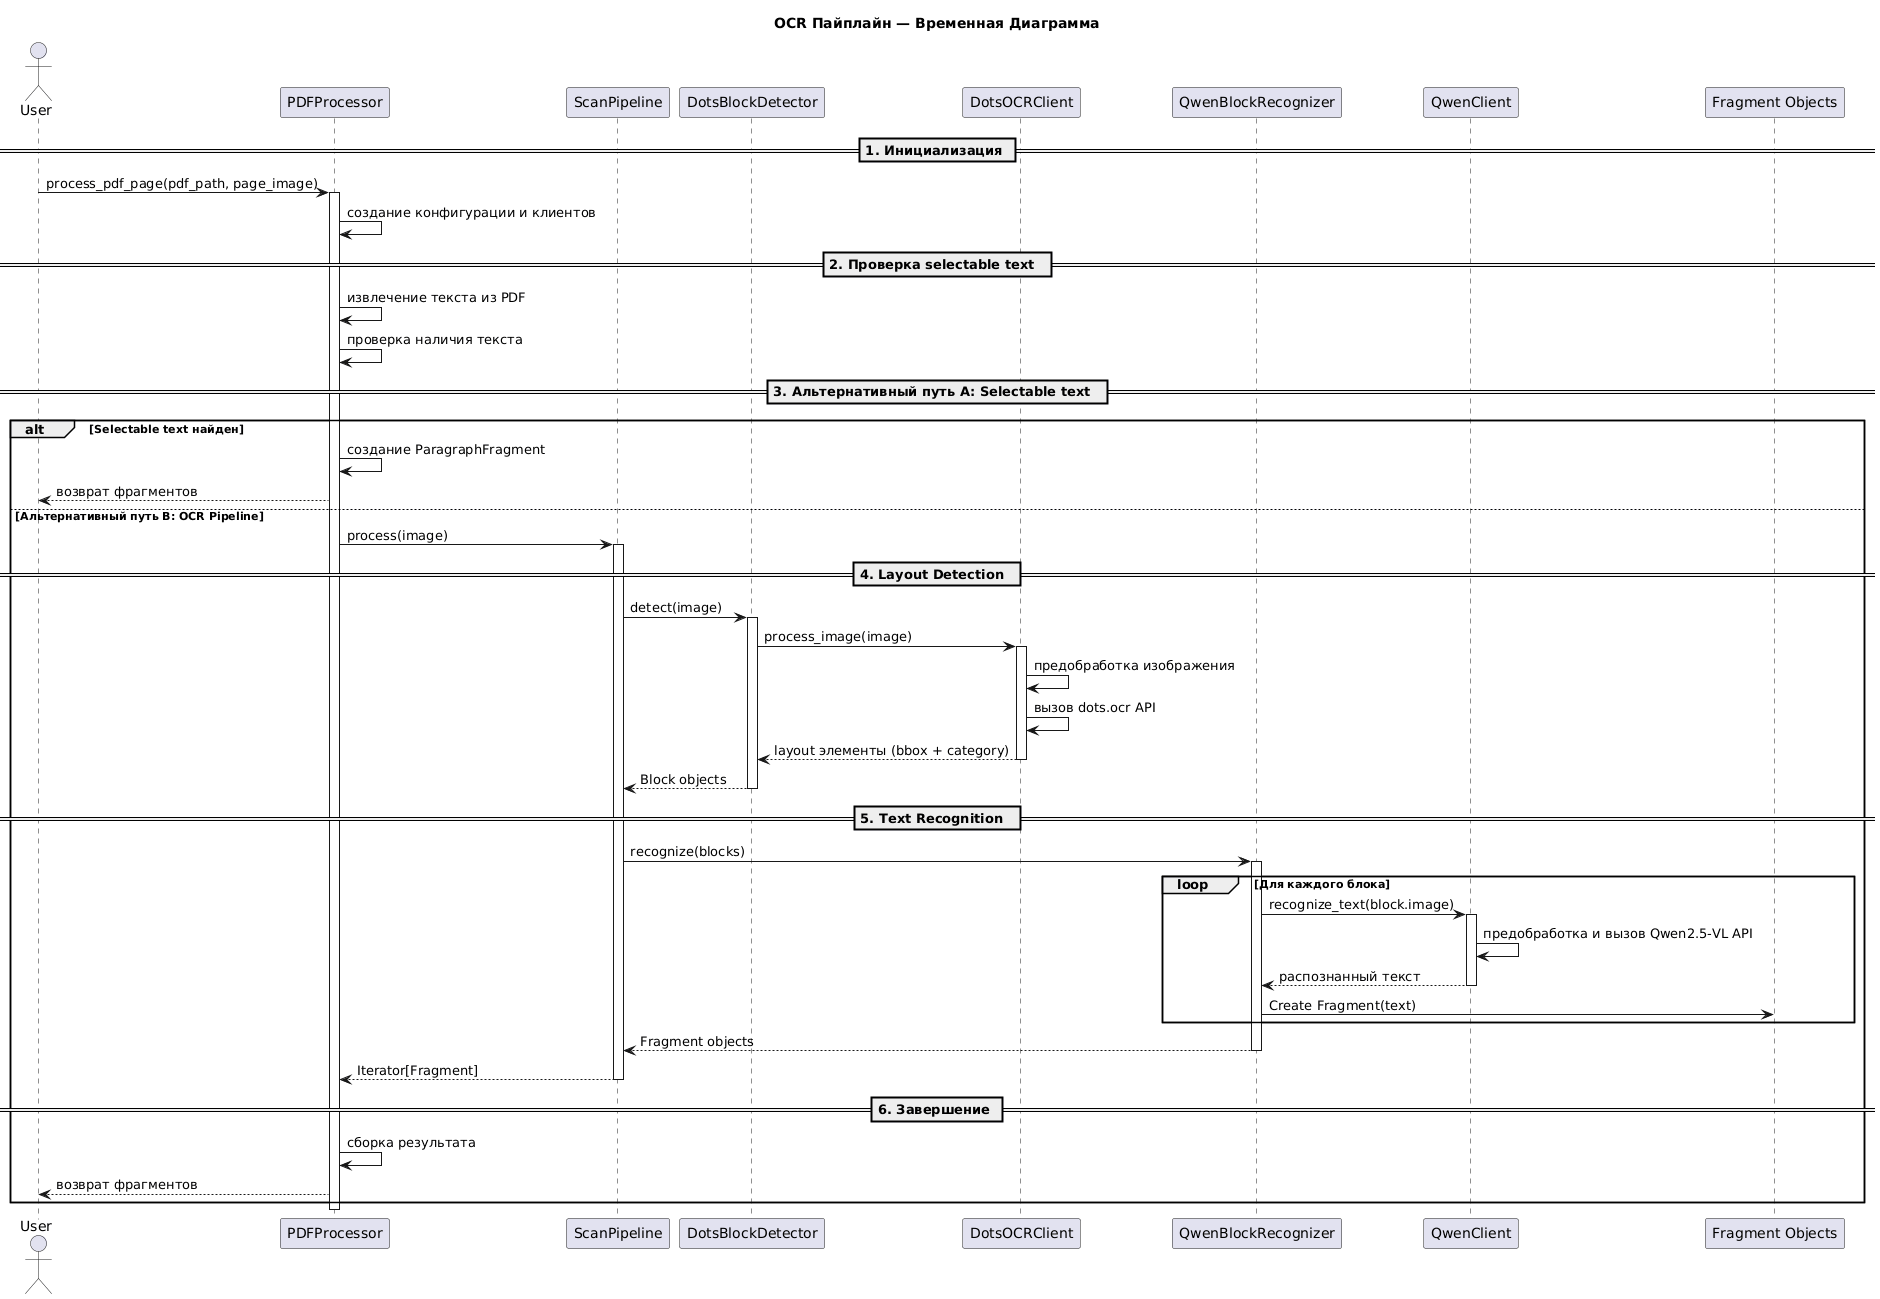 OCR Пайплайн — Временная Диаграмма
User
PDFProcessor
ScanPipeline
DotsBlockDetector
DotsOCRClient
QwenBlockRecognizer
QwenClient
Fragment Objects
1. Инициализация
process_pdf_page(pdf_path, page_image)
создание конфигурации и клиентов
2. Проверка selectable text
извлечение текста из PDF
проверка наличия текста
3. Альтернативный путь A: Selectable text
alt
[Selectable text найден]
создание ParagraphFragment
возврат фрагментов
[Альтернативный путь B: OCR Pipeline]
process(image)
4. Layout Detection
detect(image)
process_image(image)
предобработка изображения
вызов dots.ocr API
layout элементы (bbox + category)
Block objects
5. Text Recognition
recognize(blocks)
loop
[Для каждого блока]
recognize_text(block.image)
предобработка и вызов Qwen2.5-VL API
распознанный текст
Create Fragment(text)
Fragment objects
Iterator[Fragment]
6. Завершение
сборка результата
возврат фрагментов
User
PDFProcessor
ScanPipeline
DotsBlockDetector
DotsOCRClient
QwenBlockRecognizer
QwenClient
Fragment Objects